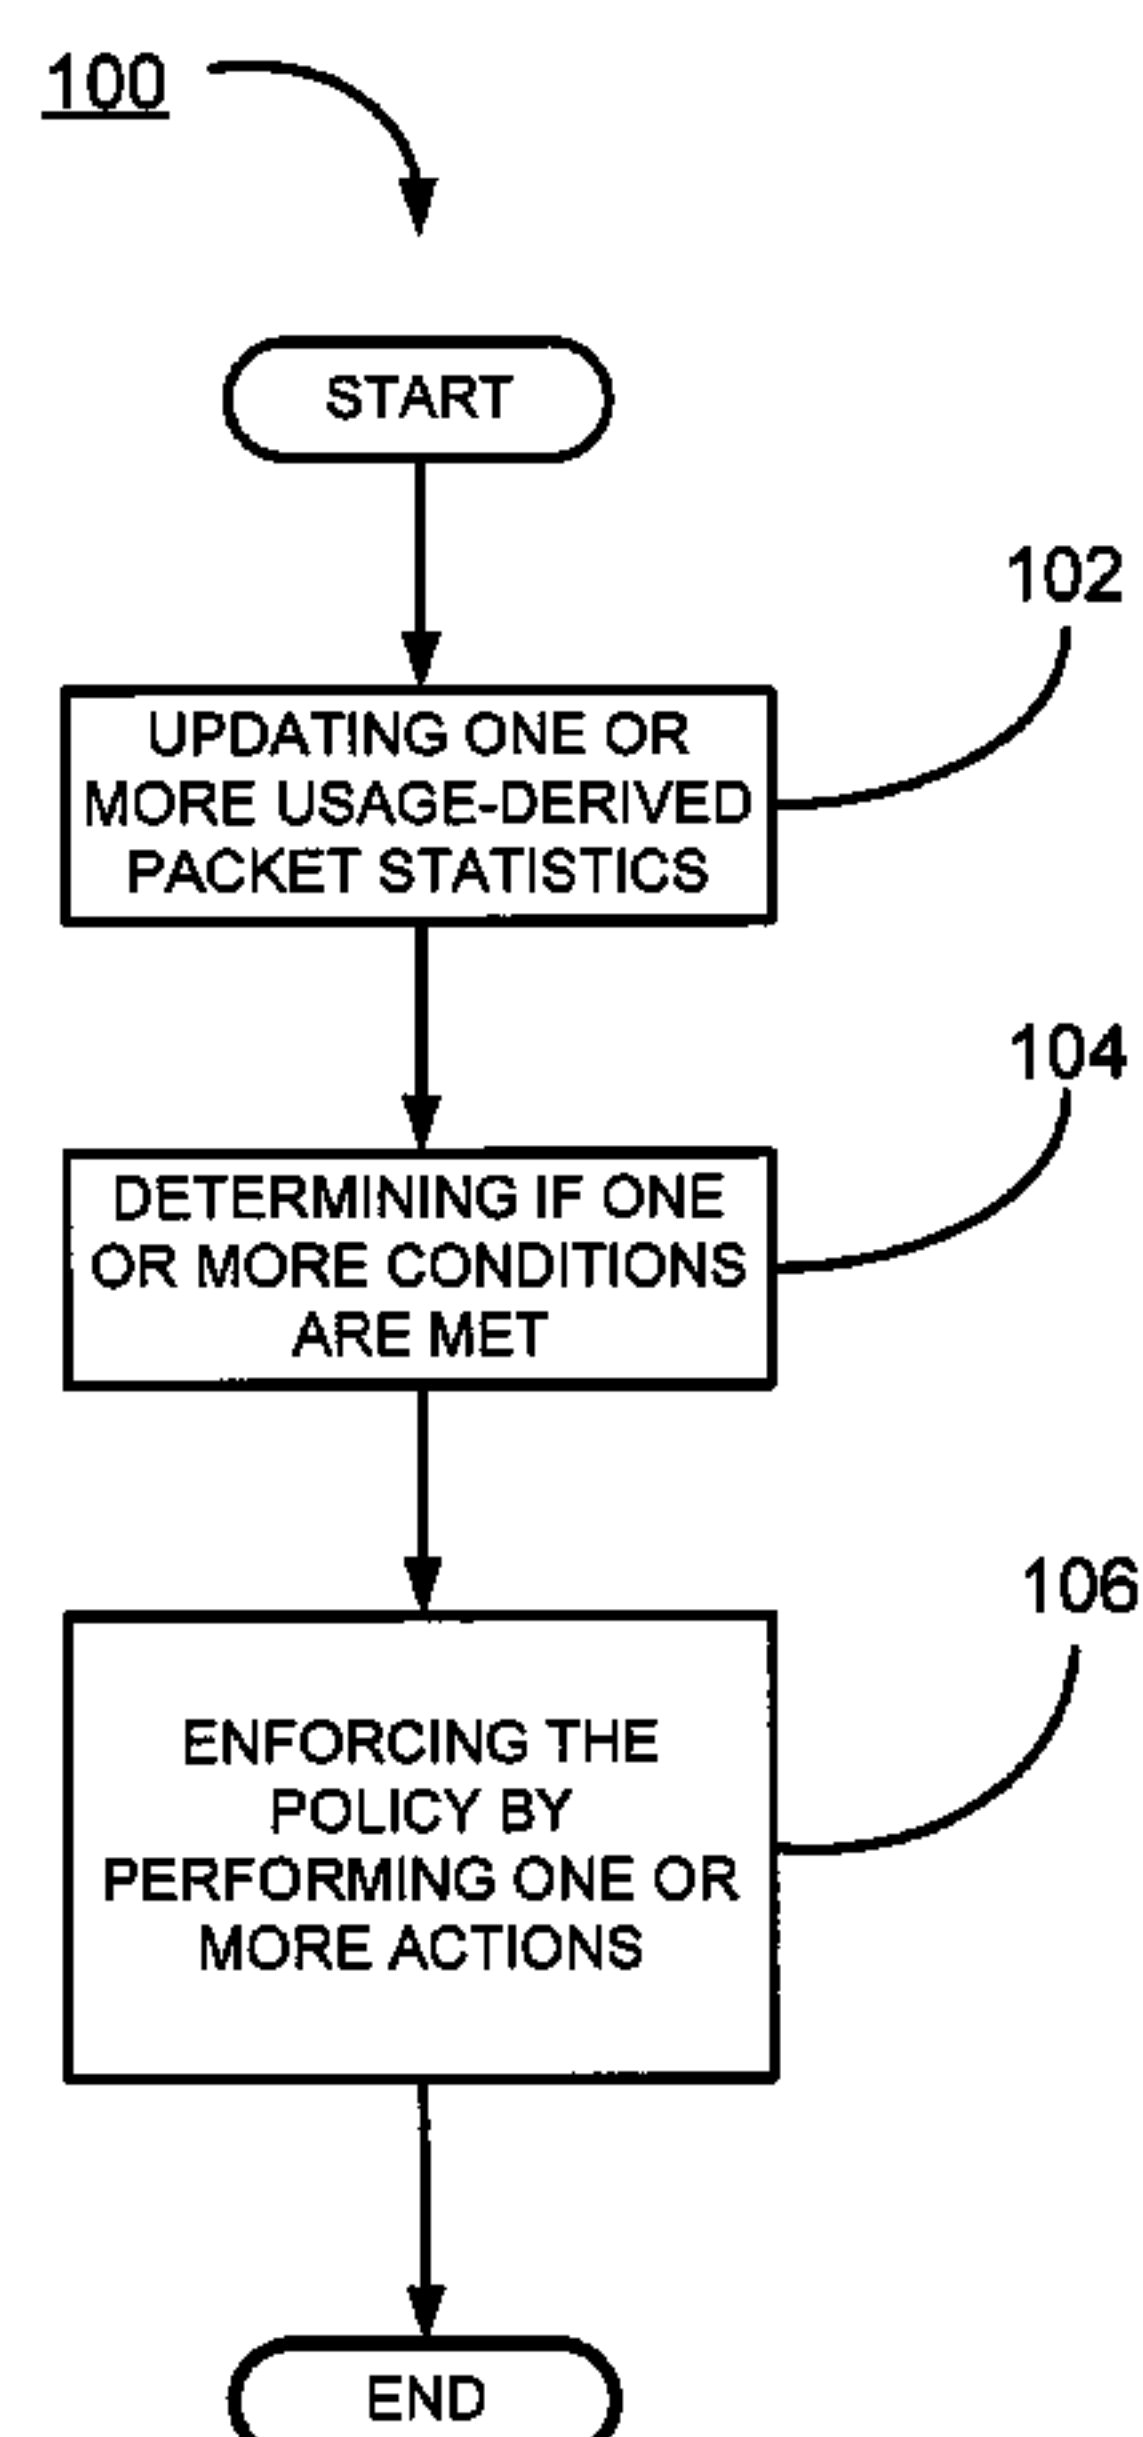 100
START
102
UPDATING ONE OR
MORE USAGE-DERIVED
PACKET STATISTICS
104
DETERMINING IF ONE
OR MORE CONDITIONS
ARE MET
106
ENFORCING THE
POLICY BY
PERFORMING ONE OR
MORE ACTIONS
END